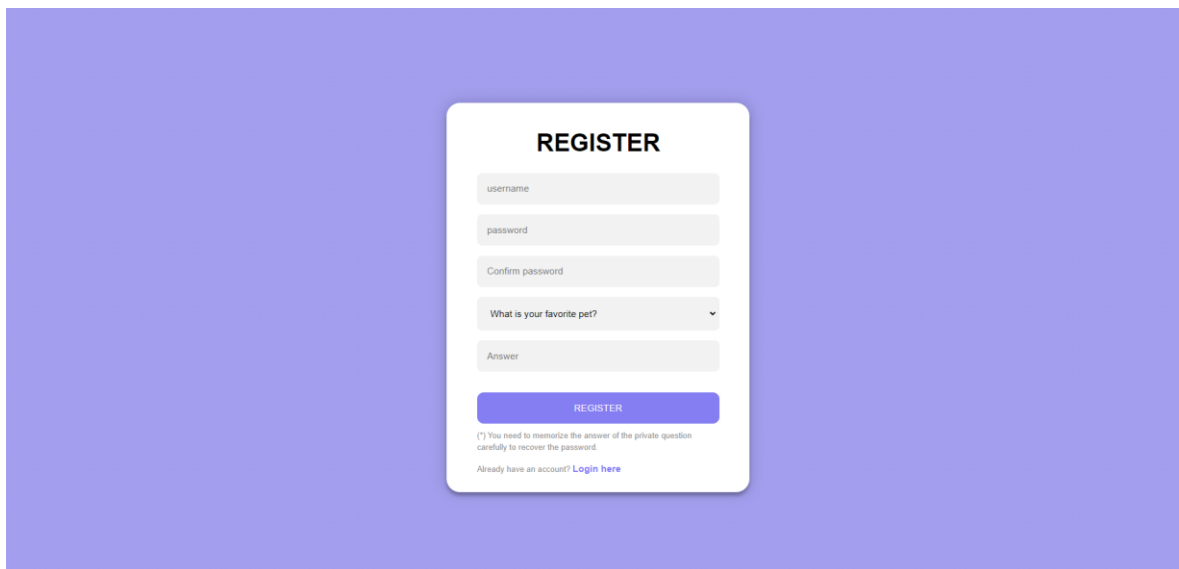 REGISTER
username
password
Confirm password
What is your favorite pet?
Answer
REGISTER
(*) You need to memorize the answer of the private question
carefully to recover the password.
Already have an account? Login here